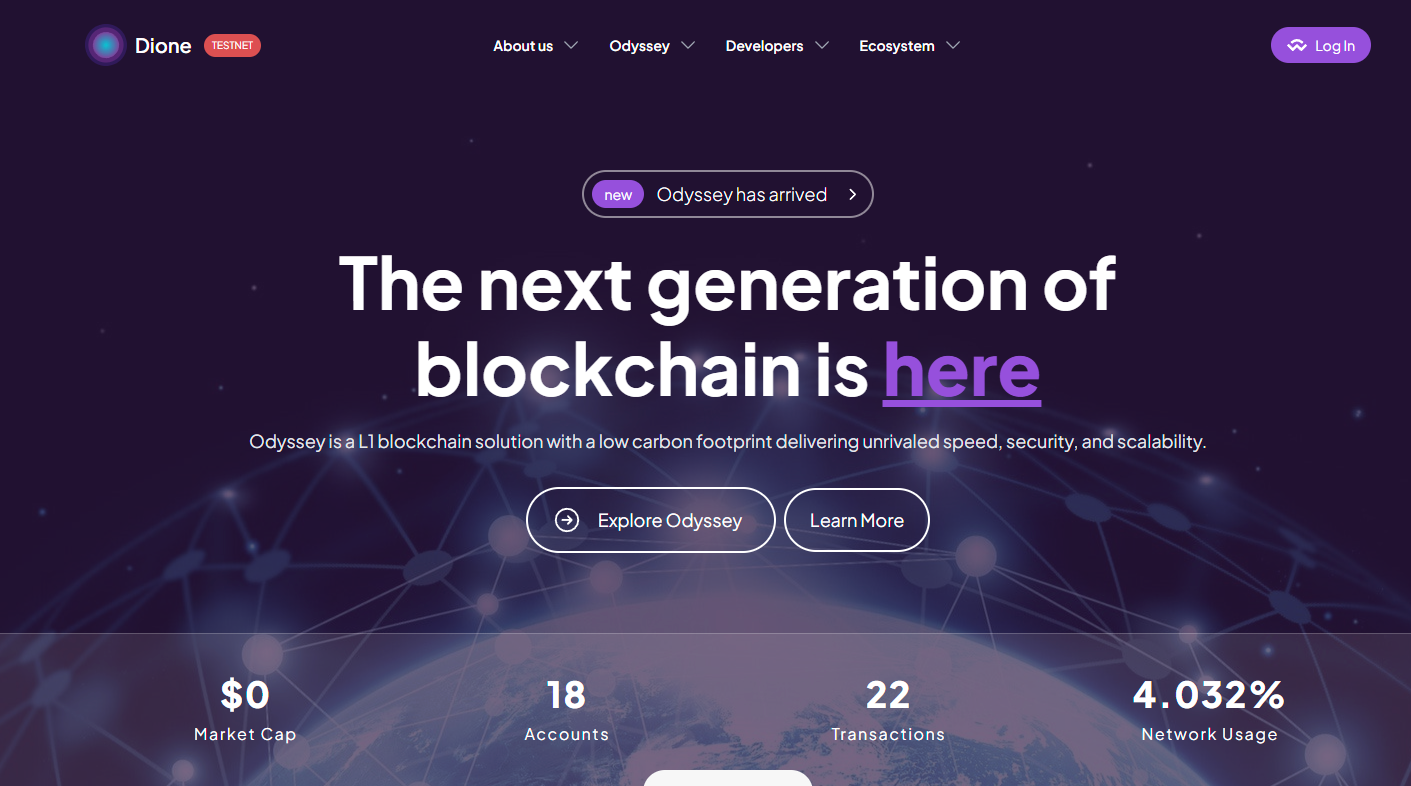 Dione
TESTNET
About us
Odyssey
Developers
Ecosystem
Log In
new
Odyssey has arrived
The next generation of
blockchain is here
Odyssey is a L1 blockchain solution with a low carbon footprint delivering unrivaled speed, security, and scalability.
Explore Odyssey
Learn More
$0
18
22
4.032%
Market Cap
Accounts
Transactions
Network Usage